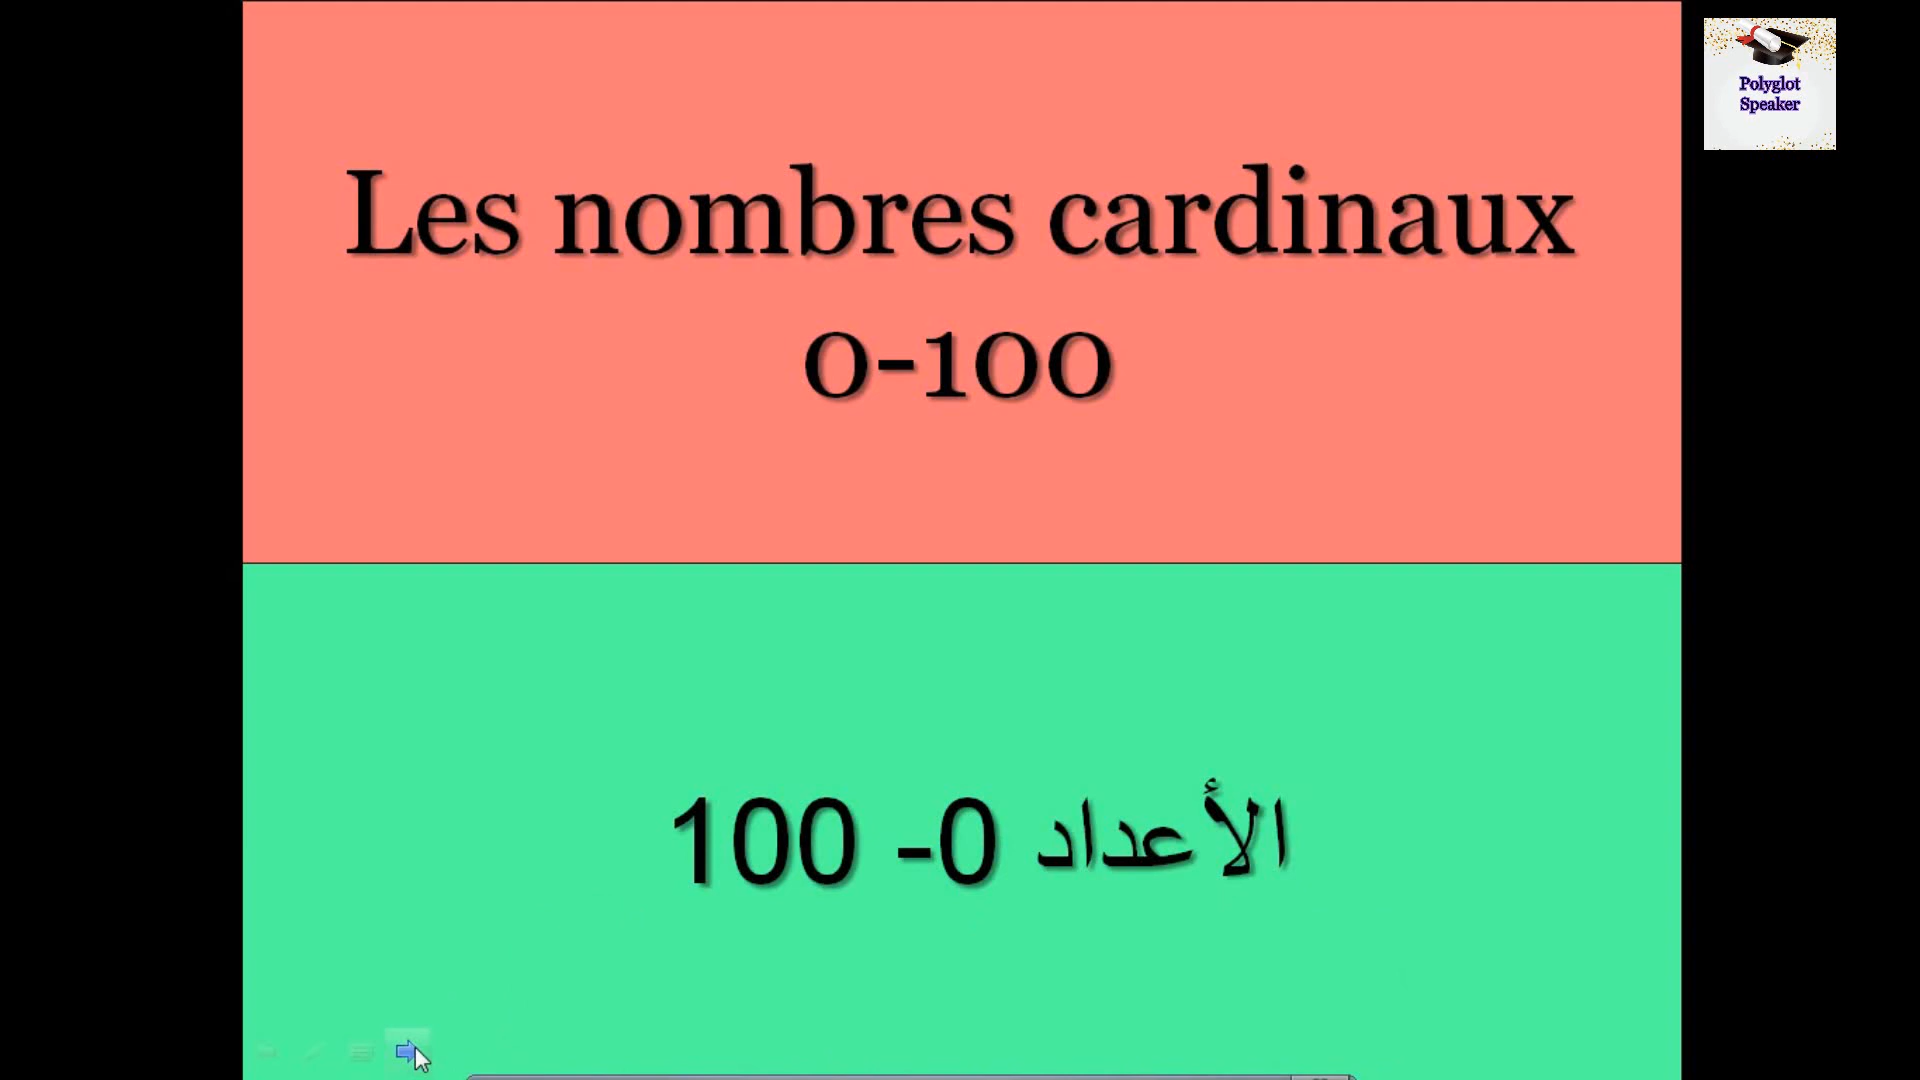 Les nombres cardinaux
0-100
الأعداد 0- 100
Polyglot
Speaker